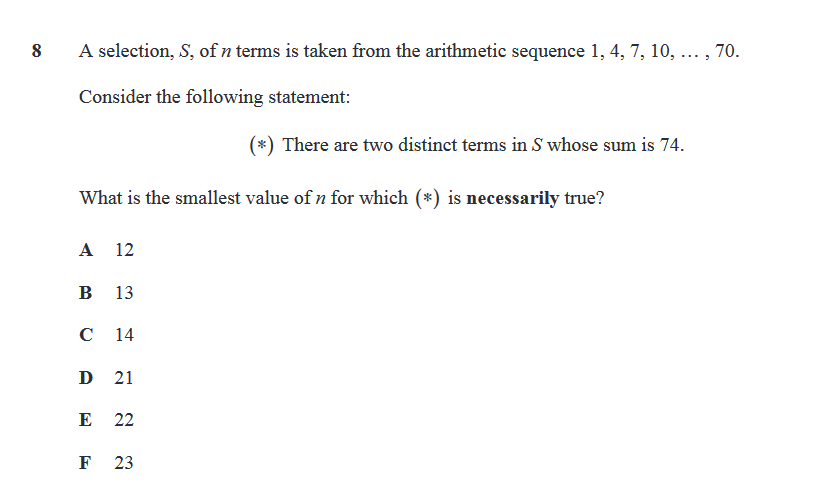 8 A selection, S, of n terms is taken from the arithmetic sequence 1, 4, 7, 10, … , 70.
Consider the following statement:
(*) There are two distinct terms in S whose sum is 74.
What is the smallest value of n for which (*) is necessarily true?
A 12
B 13
C 14
D 21
E 22
F 23